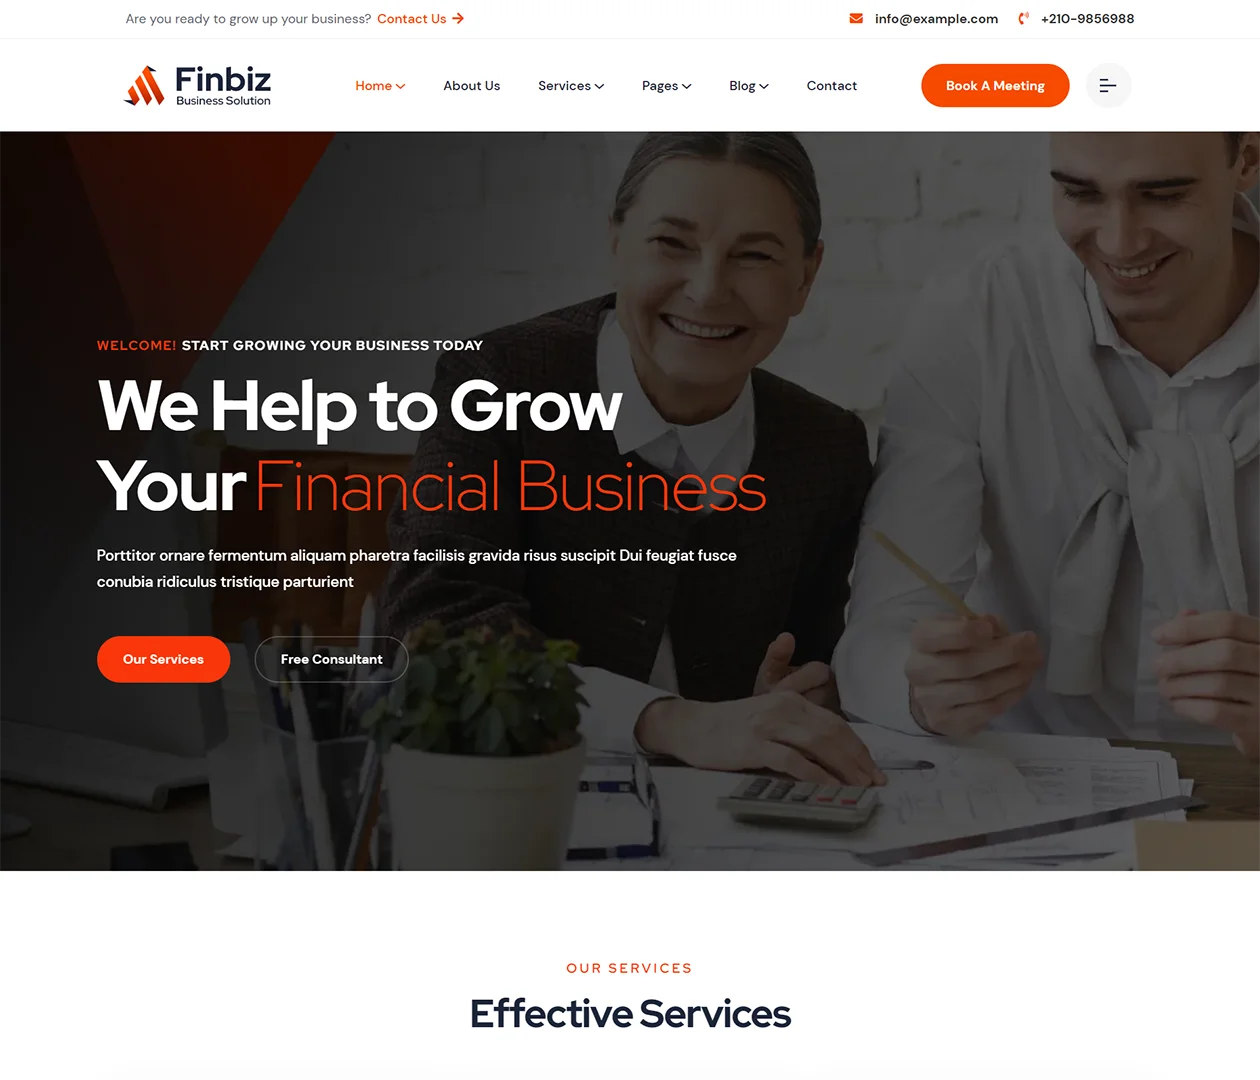 Are you ready to grow up your business? Contact Us
info@example.com
+210-9856988
Finbiz
Business Solution
Home
About Us
Services
Pages
Blog
Contact
Book A Meeting
WELCOME! START GROWING YOUR BUSINESS TODAY
We Help to Grow
Your Financial Business
Porttitor ornare fermentum aliquam pharetra facilisis gravida risus suscipit Dui feugiat fusce
conubia ridiculus tristique parturient
Our Services
Free Consultant
OUR SERVICES
Effective Services